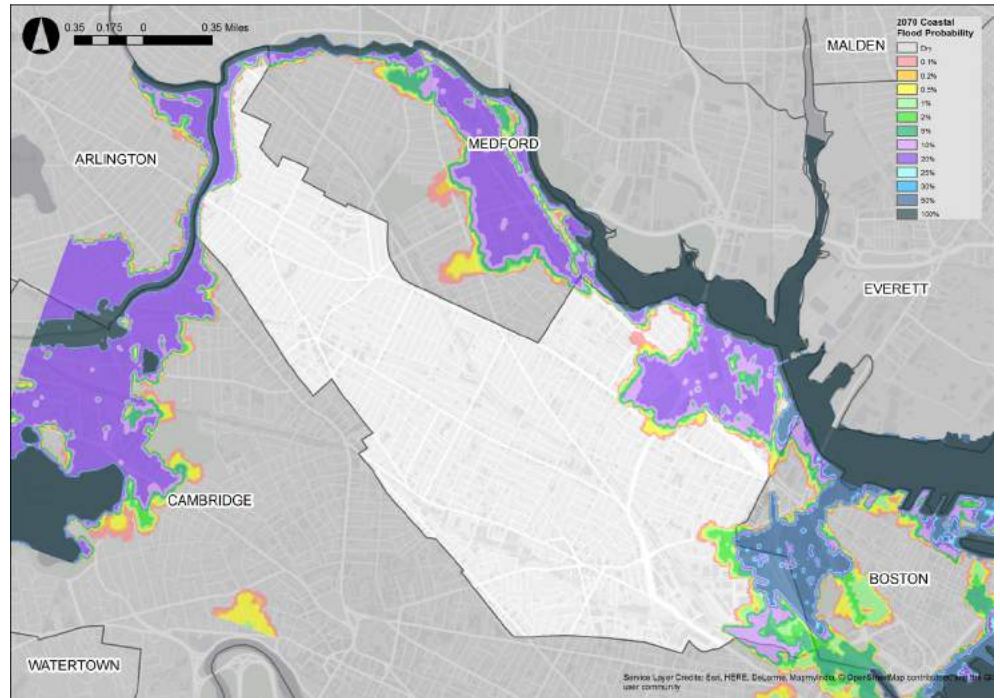 0.35 0.175 0 0.35 Miles
2070 Coastal
Flood Probability
Dry
0.1%
0.2%
0.5%
1%
2%
5%
10%
20%
25%
30%
50%
100%
MALDEN
ARLINGTON
MEDFORD
EVERETT
CAMBRIDGE
BOSTON
WATERTOWN
Service Layer Credits: Esri, HERE, DeLorme, MapmyIndia, © OpenStreetMap contributors, and the GIS
user community